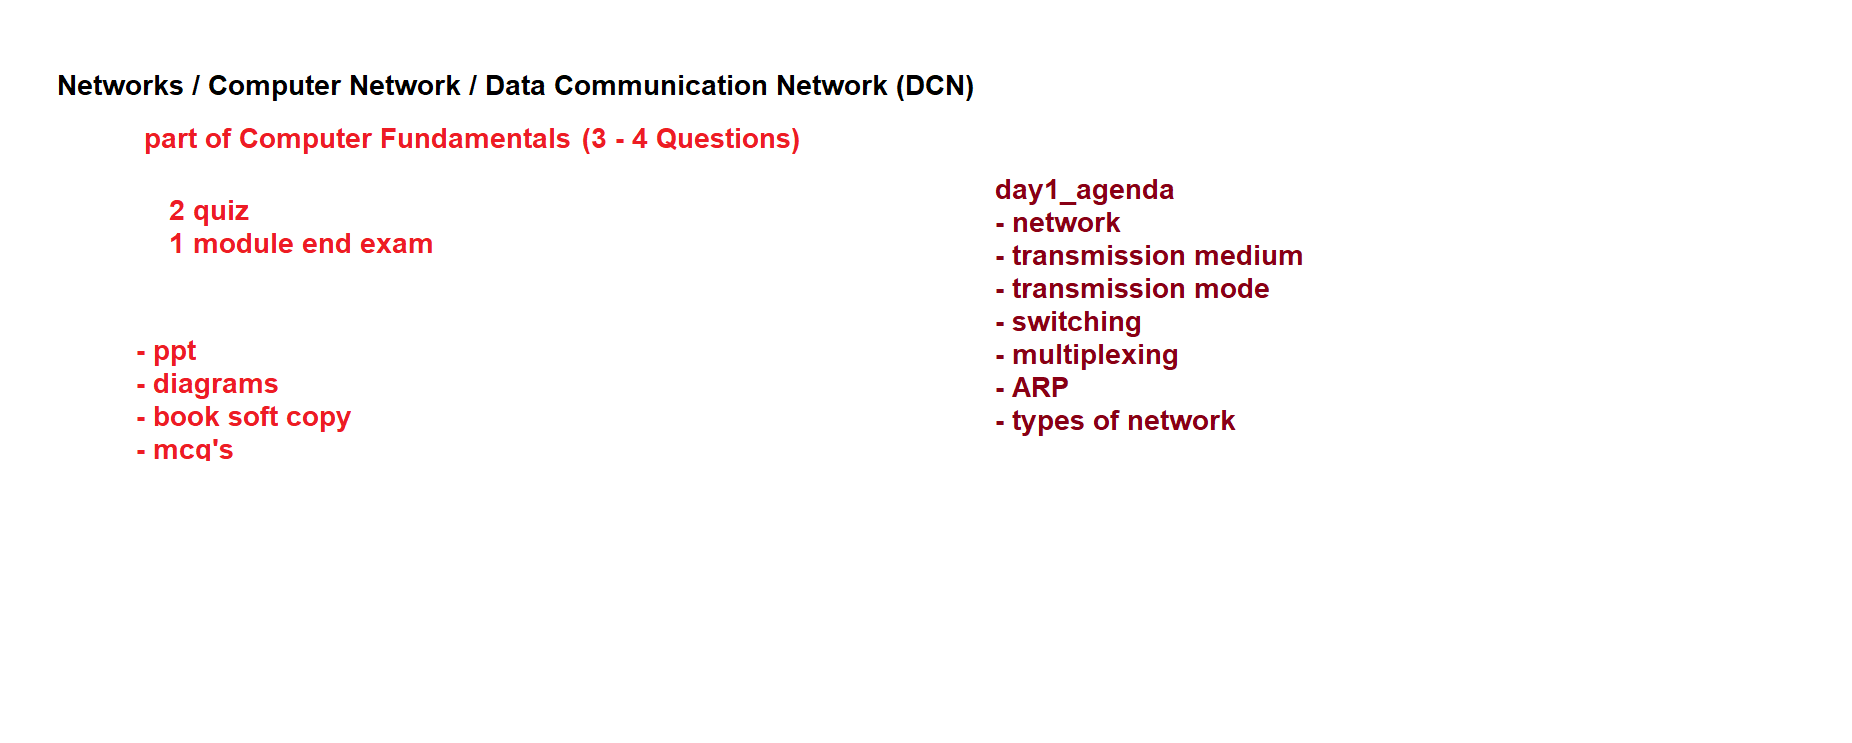 Networks / Computer Network / Data Communication Network (DCN)
part of Computer Fundamentals (3 - 4 Questions)
2 quiz
1 module end exam
- ppt
- diagrams
- book soft copy
- mcq's
day1_agenda
- network
- transmission medium
- transmission mode
- switching
- multiplexing
- ARP
- types of network